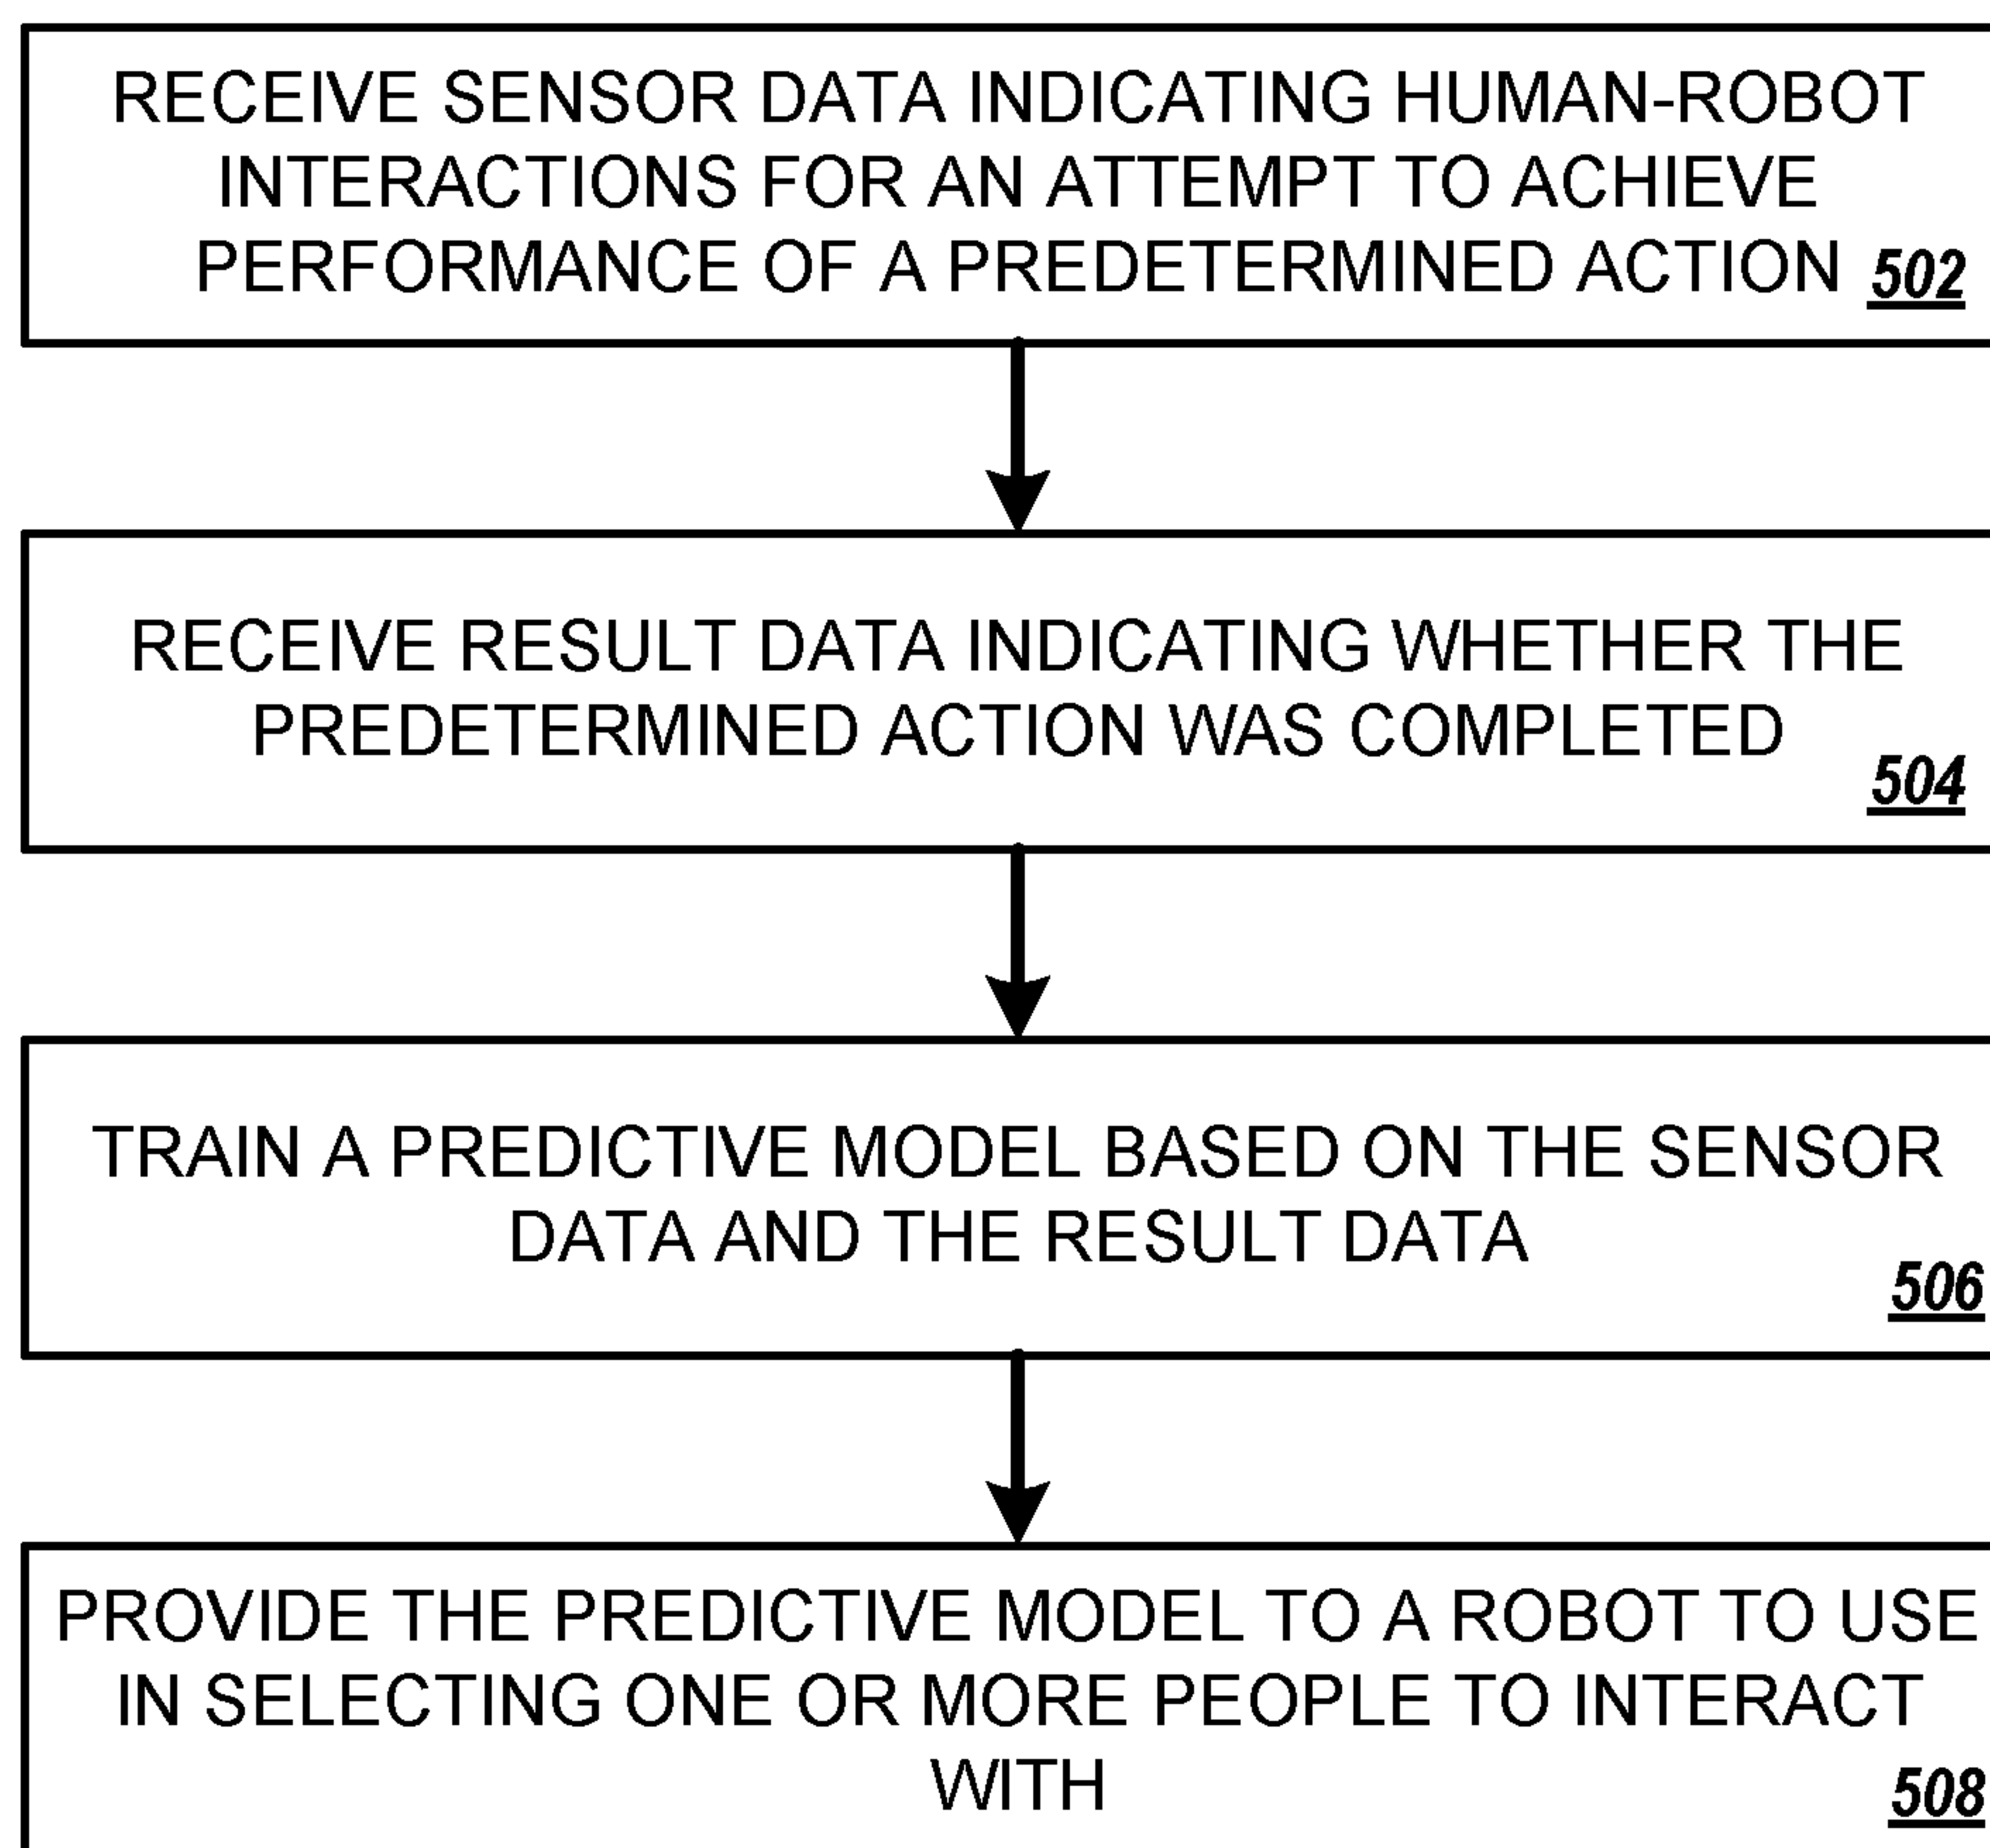 RECEIVE SENSOR DATA INDICATING HUMAN-ROBOT
INTERACTIONS FOR AN ATTEMPT TO ACHIEVE
PERFORMANCE OF A PREDETERMINED ACTION 502
RECEIVE RESULT DATA INDICATING WHETHER THE
PREDETERMINED ACTION WAS COMPLETED
504
TRAIN A PREDICTIVE MODEL BASED ON THE SENSOR
DATA AND THE RESULT DATA
506
PROVIDE THE PREDICTIVE MODEL TO A ROBOT TO USE
IN SELECTING ONE OR MORE PEOPLE TO INTERACT
WITH
508